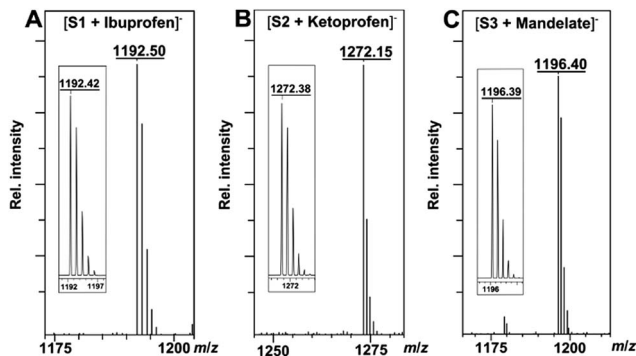 A [S1 + Ibuprofen]⁻
1192.50
1192.42
1192 1197
Rel. intensity
1175 1200 m/z
B [S2 + Ketoprofen]⁻
1272.15
1272.38
1272
Rel. intensity
1250 1275 m/z
C [S3 + Mandelate]⁻
1196.40
1196.39
1196
Rel. intensity
1175 1200 m/z